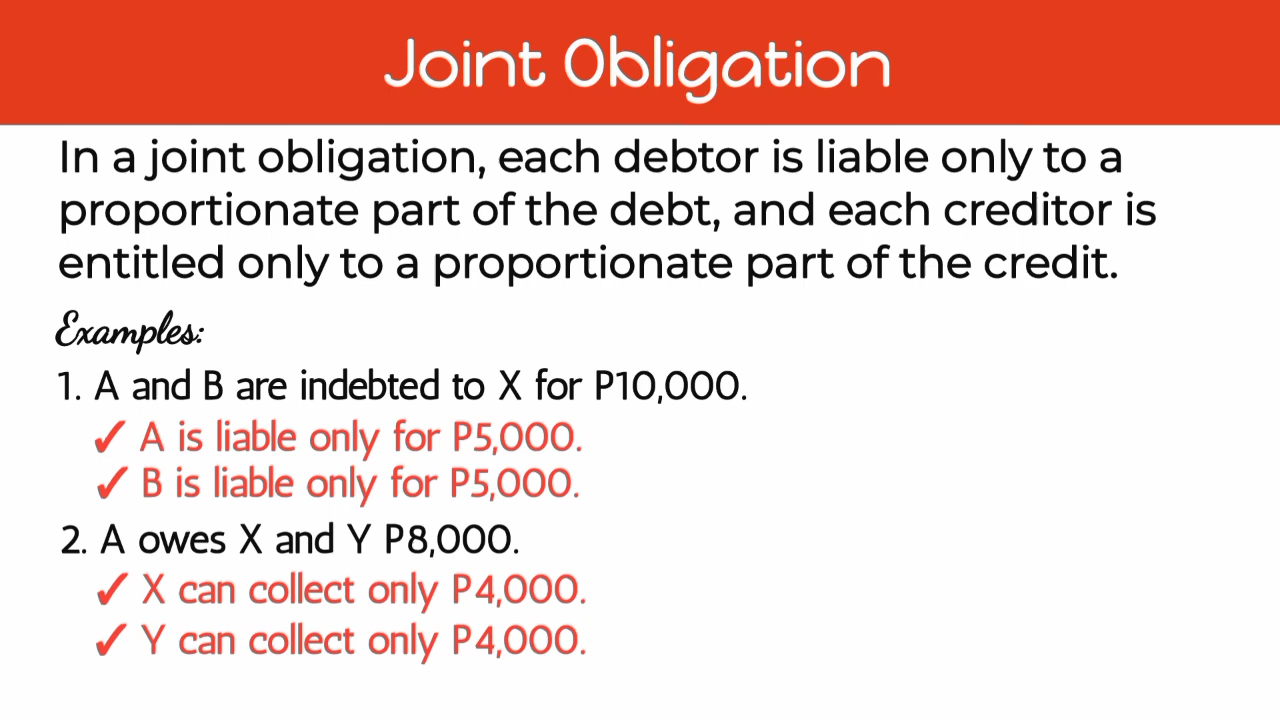 Joint Obligation
In a joint obligation, each debtor is liable only to a
proportionate part of the debt, and each creditor is
entitled only to a proportionate part of the credit.
Examples:
1. A and B are indebted to X for P10,000.
✓ A is liable only for P5,000.
✓ B is liable only for P5,000.
2. A owes X and Y P8,000.
✓ X can collect only P4,000.
✓ Y can collect only P4,000.